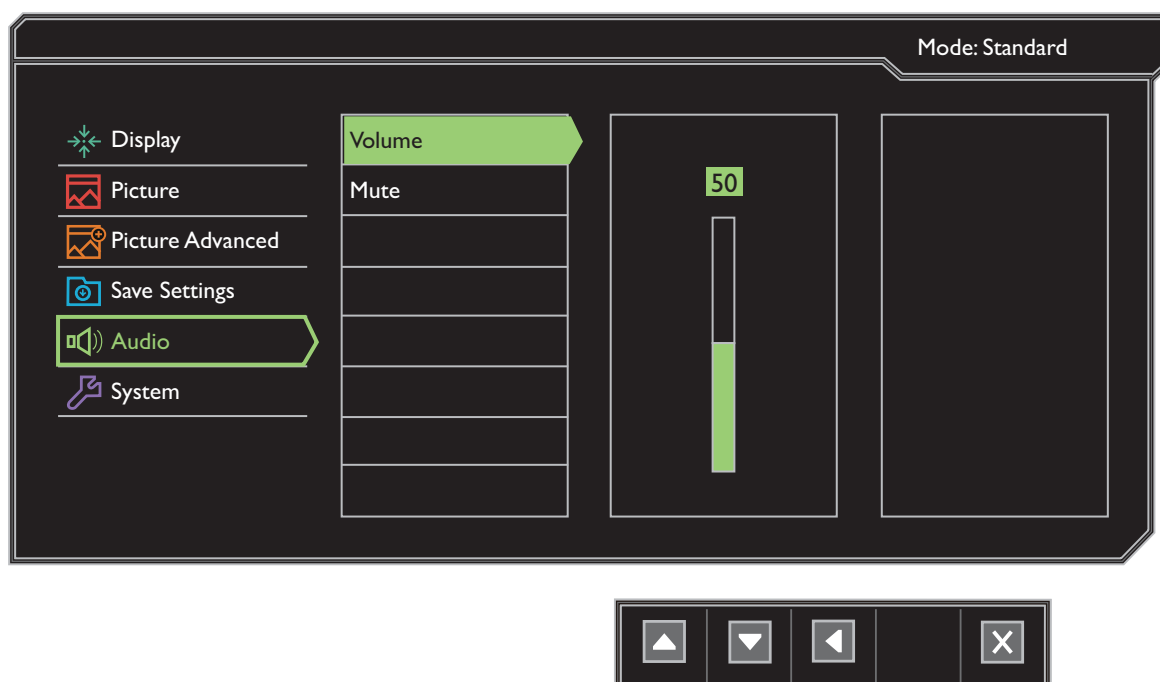 Mode: Standard
Display
Picture
Picture Advanced
Save Settings
Audio
System
Volume
Mute
50
X